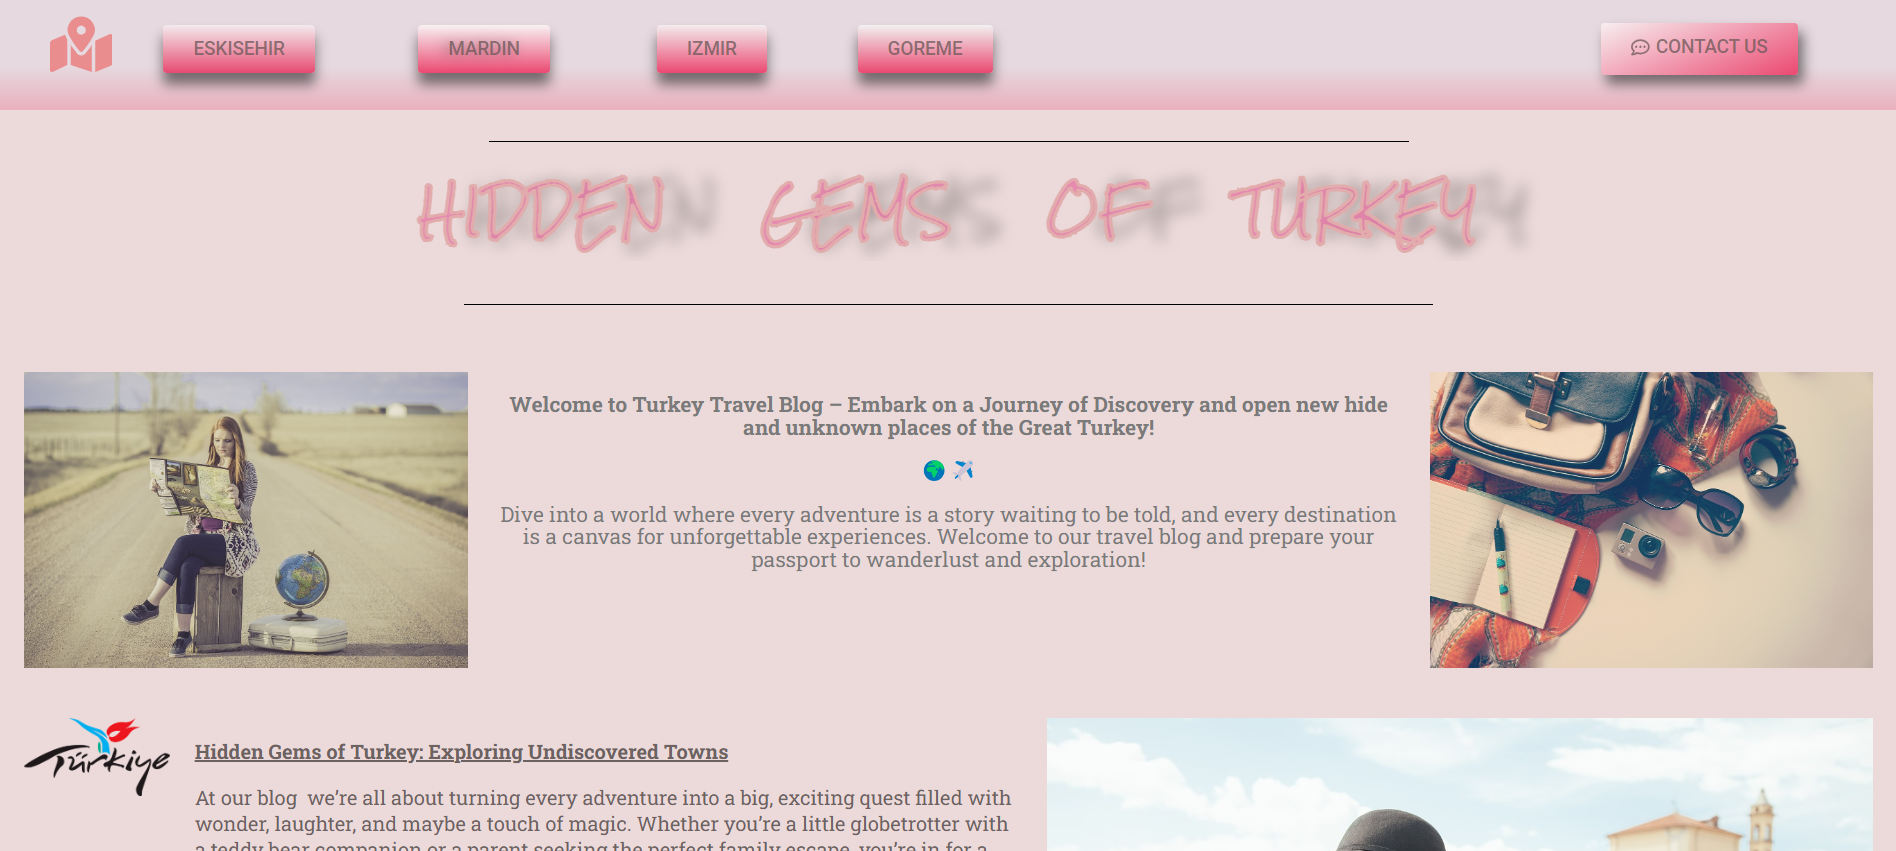 ESKISEHIR
MARDIN
IZMIR
GOREME
CONTACT US
HIDDEN GEMS OF TURKEY
Welcome to Turkey Travel Blog – Embark on a Journey of Discovery and open new hide
and unknown places of the Great Turkey!
🌍 ✈️
Dive into a world where every adventure is a story waiting to be told, and every destination
is a canvas for unforgettable experiences. Welcome to our travel blog and prepare your
passport to wanderlust and exploration!
Türkiye
Hidden Gems of Turkey: Exploring Undiscovered Towns
At our blog  we’re all about turning every adventure into a big, exciting quest filled with
wonder, laughter, and maybe a touch of magic. Whether you’re a little globetrotter with
a teddy bear companion or a parent seeking the perfect family escape, you’re in for a